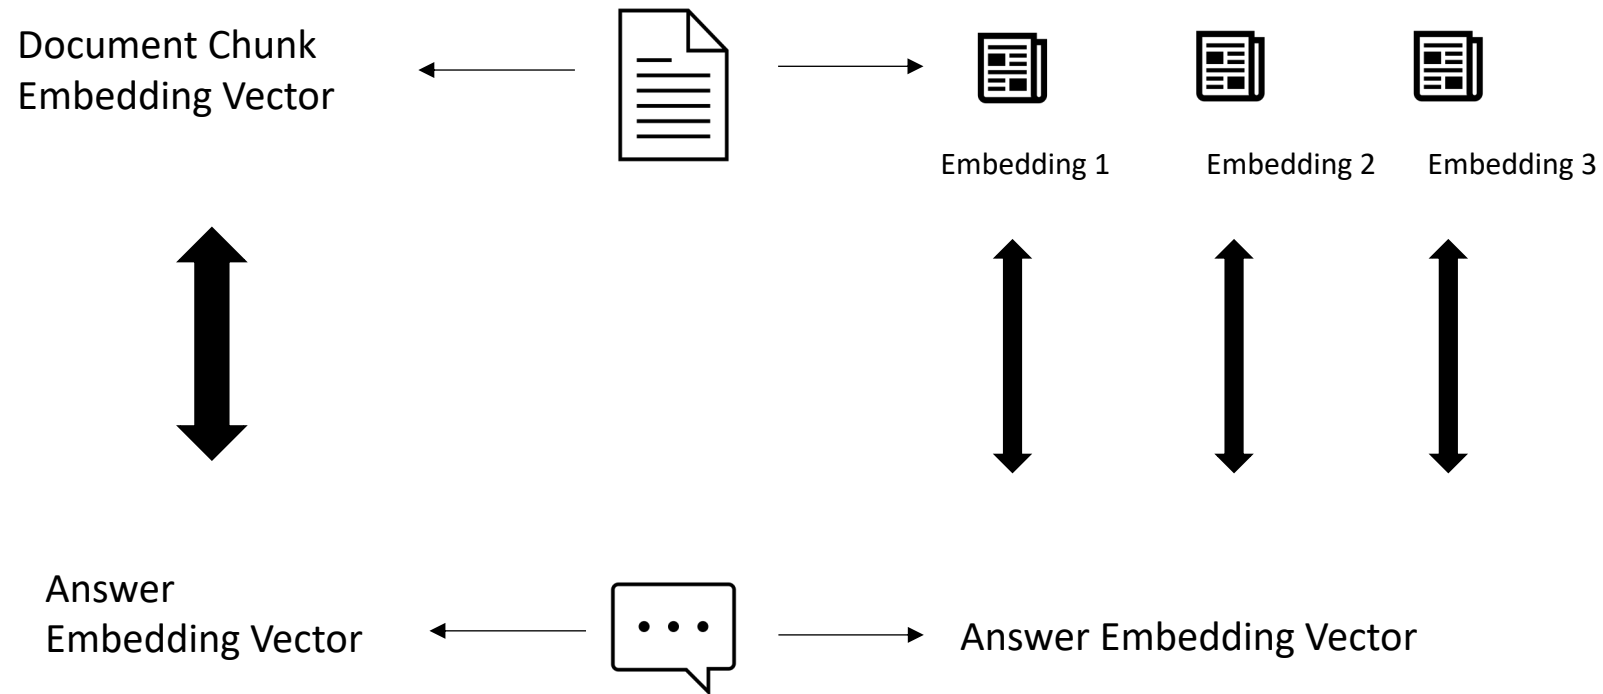 Document Chunk
Embedding Vector
Embedding 1
Embedding 2
Embedding 3
Answer
Embedding Vector
Answer Embedding Vector